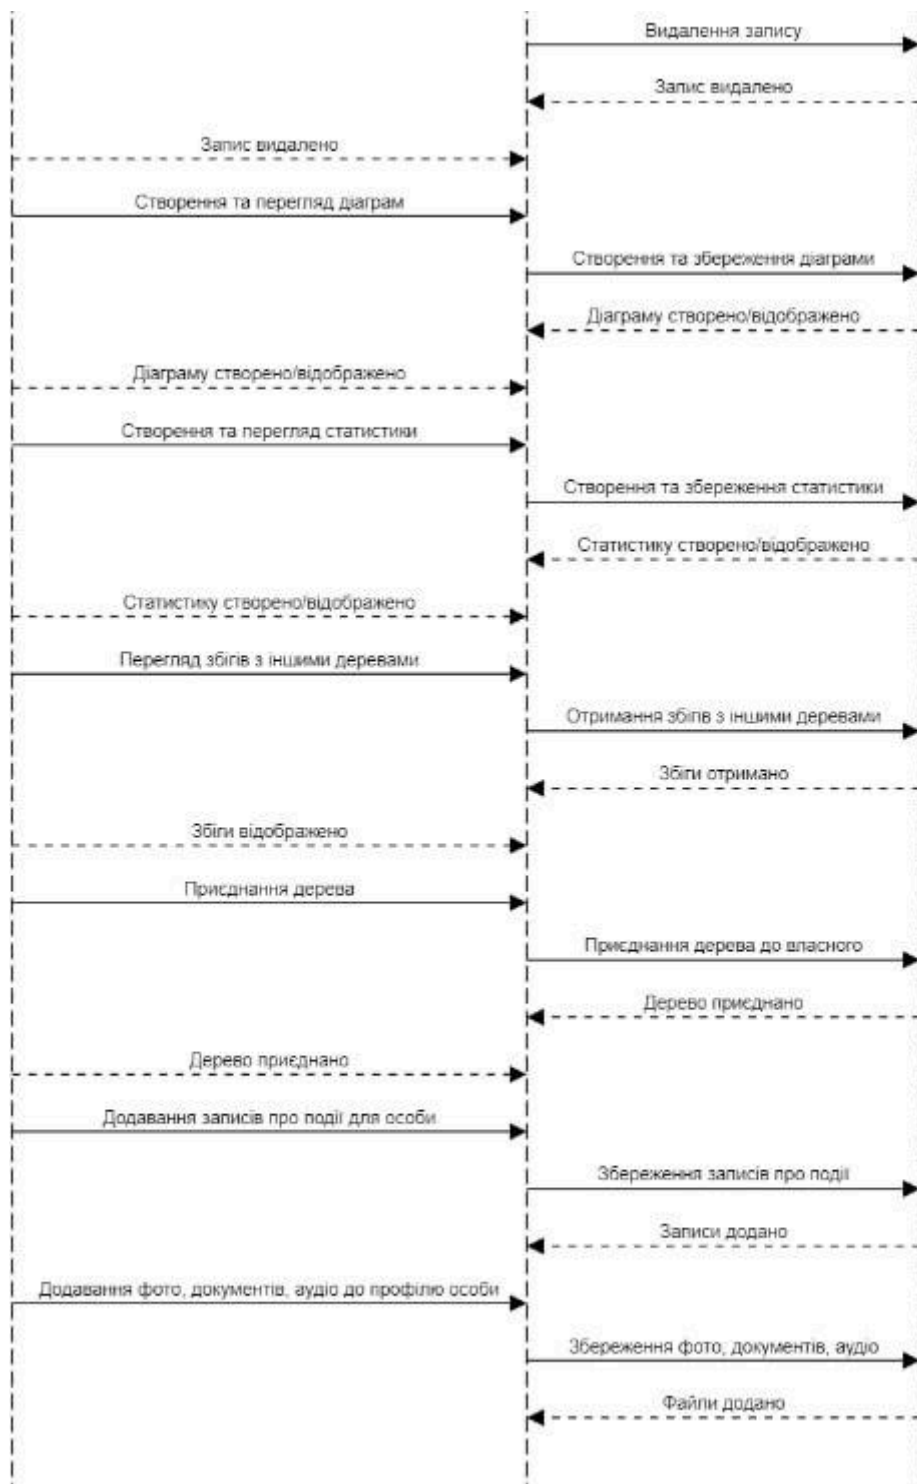 Видалення запису
Запис видалено
Запис видалено
Створення та перегляд діаграм
Створення та збереження діаграми
Діаграму створено/відображено
Діаграму створено/відображено
Створення та перегляд статистики
Створення та збереження статистики
Статистику створено/відображено
Статистику створено/відображено
Перегляд збігів з іншими деревами
Отримання збігів з іншими деревами
Збіги отримано
Збіги відображено
Приєднання дерева
Приєднання дерева до власного
Дерево приєднано
Дерево приєднано
Додавання записів про події для особи
Збереження записів про події
Записи додано
Додавання фото, документів, аудіо до профілю особи
Збереження фото, документів, аудіо
Файли додано